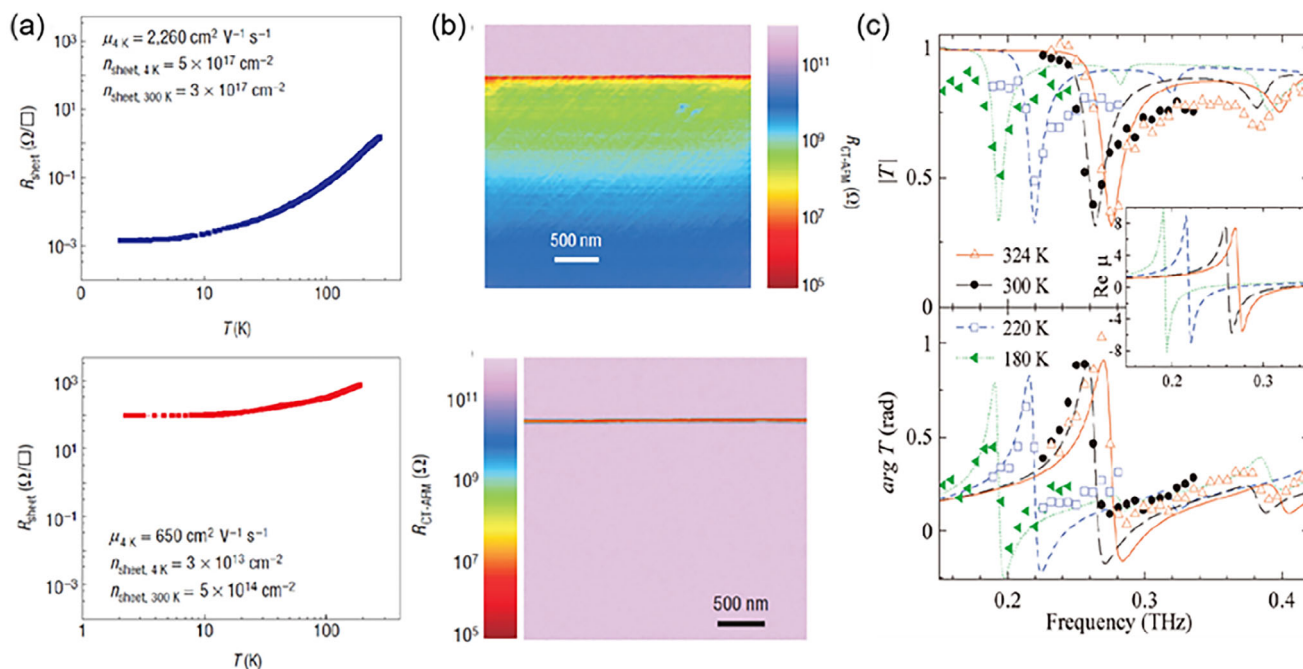 (a)
μ4 K = 2,260 cm² V⁻¹ s⁻¹
nsheet, 4K = 5 × 10¹⁷ cm⁻²
nsheet, 300 K = 3 × 10¹⁷ cm⁻²
10³
10¹
10⁻¹
10⁻³
Rsheet (Ω/□)
0
10
100
T (K)
10³
10¹
10⁻¹
10⁻³
Rsheet (Ω/□)
μ4 K = 650 cm² V⁻¹ s⁻¹
nsheet, 4K = 3 × 10¹³ cm⁻²
nsheet, 300 K = 5 × 10¹⁴ cm⁻²
1
10
100
T (K)
(b)
500 nm
10¹¹
10⁹
10⁷
10⁵
RCT-AFM (Ω)
10¹¹
10⁹
10⁷
10⁵
RCT-AFM (Ω)
500 nm
(c)
1
0.5
0
|T|
324 K
300 K
220 K
180 K
Re μ
8
4
0
-4
-8
0.2
0.3
1
0.5
0
arg T (rad)
0.2
0.3
0.4
Frequency (THz)